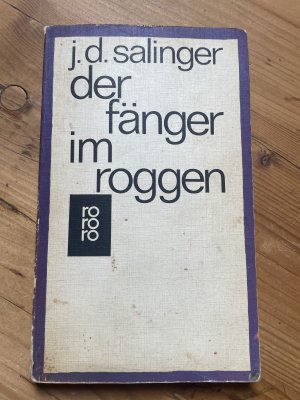 j. d. salinger
der
fänger
im
roggen
ro
ro
ro